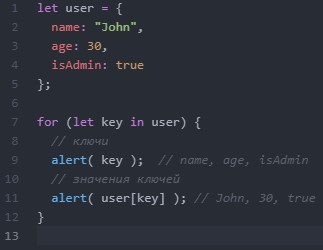 1 let user = {
2   name: "John",
3   age: 30,
4   isAdmin: true
5 };
6
7 for (let key in user) {
8   // ключи
9   alert( key );  // name, age, isAdmin
10   // значения ключей
11   alert( user[key] ); // John, 30, true
12 }
13